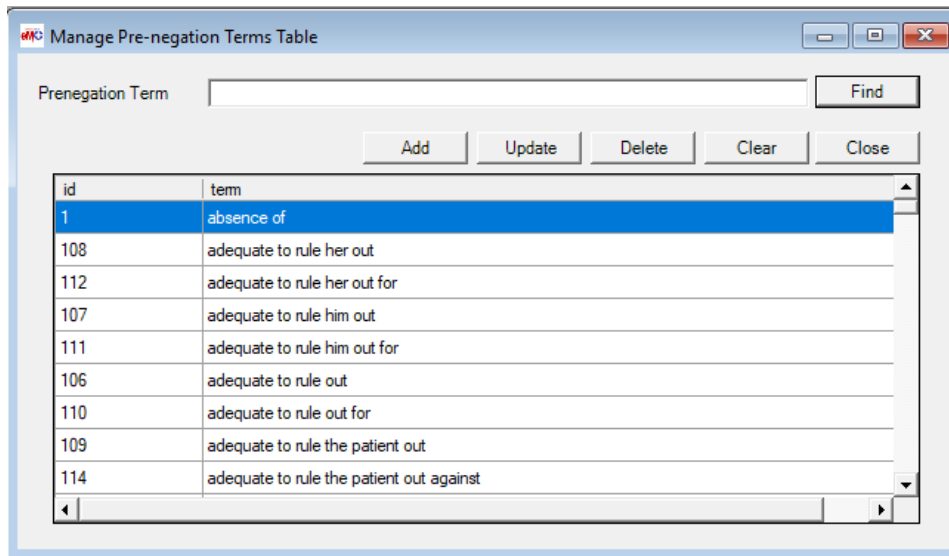 eMC Manage Pre-negation Terms Table
Prenegation Term Find
Add Update Delete Clear Close
id term
1 absence of
108 adequate to rule her out
112 adequate to rule her out for
107 adequate to rule him out
111 adequate to rule him out for
106 adequate to rule out
110 adequate to rule out for
109 adequate to rule the patient out
114 adequate to rule the patient out against